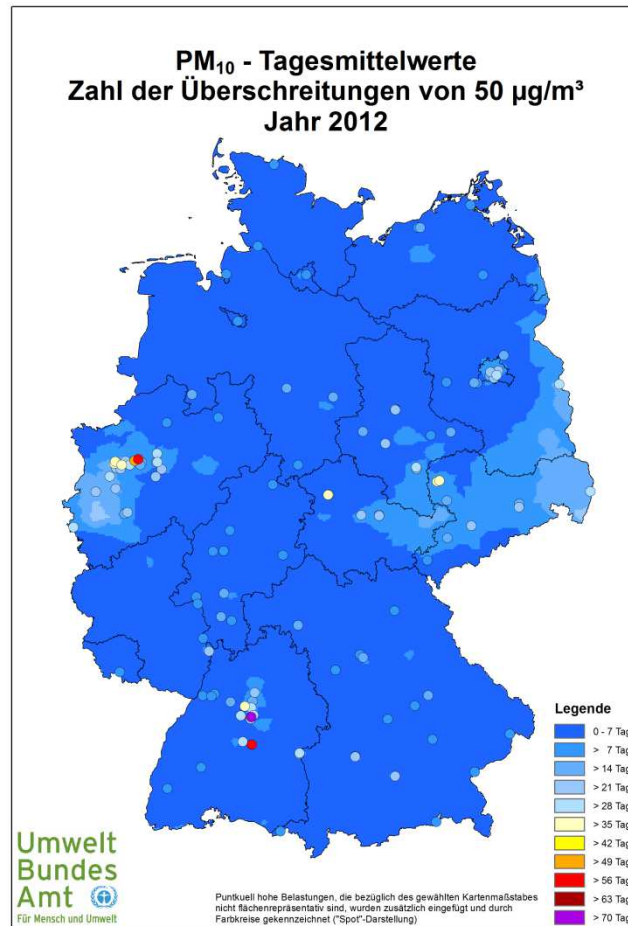 PM₁₀ - Tagesmittelwerte
Zahl der Überschreitungen von 50 µg/m³
Jahr 2012
Legende
0 - 7 Tag
> 7 Tag
> 14 Tag
> 21 Tag
> 28 Tag
> 35 Tag
> 42 Tag
> 49 Tag
> 56 Tag
> 63 Tag
> 70 Tag
Umwelt
Bundes
Amt
Für Mensch und Umwelt
Punktuell hohe Belastungen, die bezüglich des gewählten Kartenmaßstabes
nicht flächenrepräsentativ sind, wurden zusätzlich eingefügt und durch
Farbkreise gekennzeichnet ("Spot"-Darstellung)